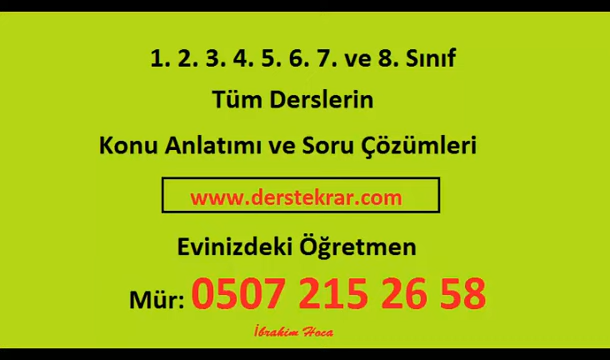 1. 2. 3. 4. 5. 6. 7. ve 8. Sınıf
Tüm Derslerin
Konu Anlatımı ve Soru Çözümleri
www.derstekrar.com
Evinizdeki Öğretmen
Mür: 0507 215 26 58
İbrahim Hoca